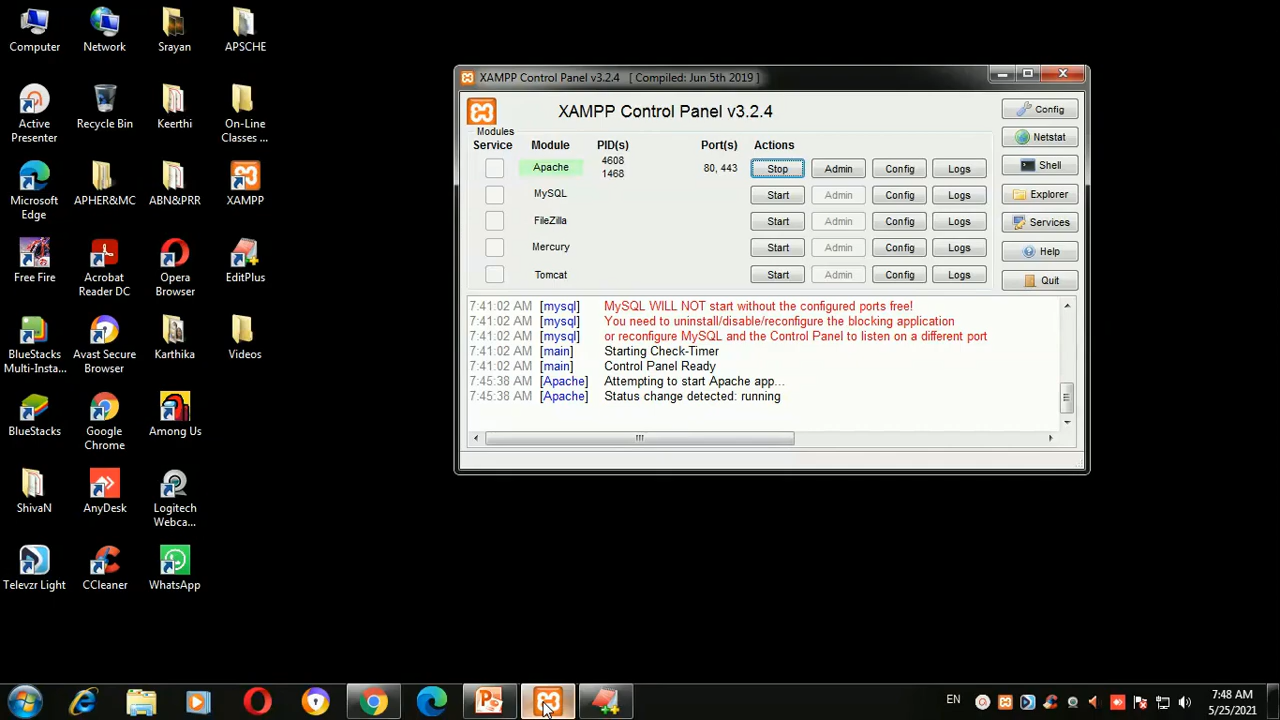 Computer
Network
Srayan
APSCHE
Active
Presenter
Recycle Bin
Keerthi
On-Line
Classes ...
Microsoft
Edge
APHER&MC
ABN&PRR
XAMPP
Free Fire
Acrobat
Reader DC
Opera
Browser
EditPlus
BlueStacks
Multi-Insta...
Avast Secure
Browser
Karthika
Videos
BlueStacks
Google
Chrome
Among Us
ShivaN
AnyDesk
Logitech
Webca...
Televzr Light
CCleaner
WhatsApp
XAMPP Control Panel v3.2.4 [ Compiled: Jun 5th 2019 ]
XAMPP Control Panel v3.2.4
Config
Modules
Service Module PID(s) Port(s) Actions
Netstat
Apache 4608 1468 80, 443 Stop Admin Config Logs
Shell
MySQL Start Admin Config Logs
Explorer
FileZilla Start Admin Config Logs
Services
Mercury Start Admin Config Logs
Help
Tomcat Start Admin Config Logs
Quit
7:41:02 AM [mysql] MySQL WILL NOT start without the configured ports free!
7:41:02 AM [mysql] You need to uninstall/disable/reconfigure the blocking application
7:41:02 AM [mysql] or reconfigure MySQL and the Control Panel to listen on a different port
7:41:02 AM [main] Starting Check-Timer
7:41:02 AM [main] Control Panel Ready
7:45:38 AM [Apache] Attempting to start Apache app...
7:45:38 AM [Apache] Status change detected: running
EN
7:48 AM
5/25/2021